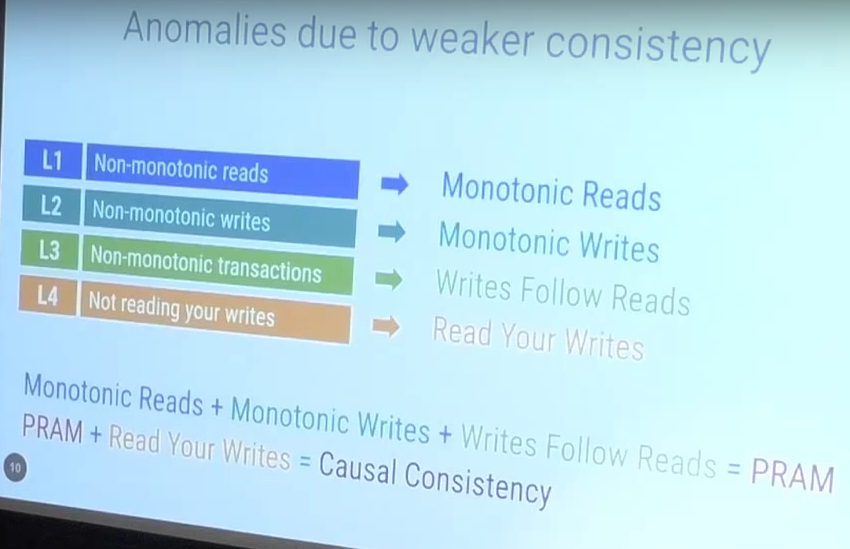 Anomalies due to weaker consistency
L1 Non-monotonic reads Monotonic Reads
L2 Non-monotonic writes Monotonic Writes
L3 Non-monotonic transactions Writes Follow Reads
L4 Not reading your writes Read Your Writes
Monotonic Reads + Monotonic Writes + Writes Follow Reads = PRAM
PRAM + Read Your Writes = Causal Consistency
10